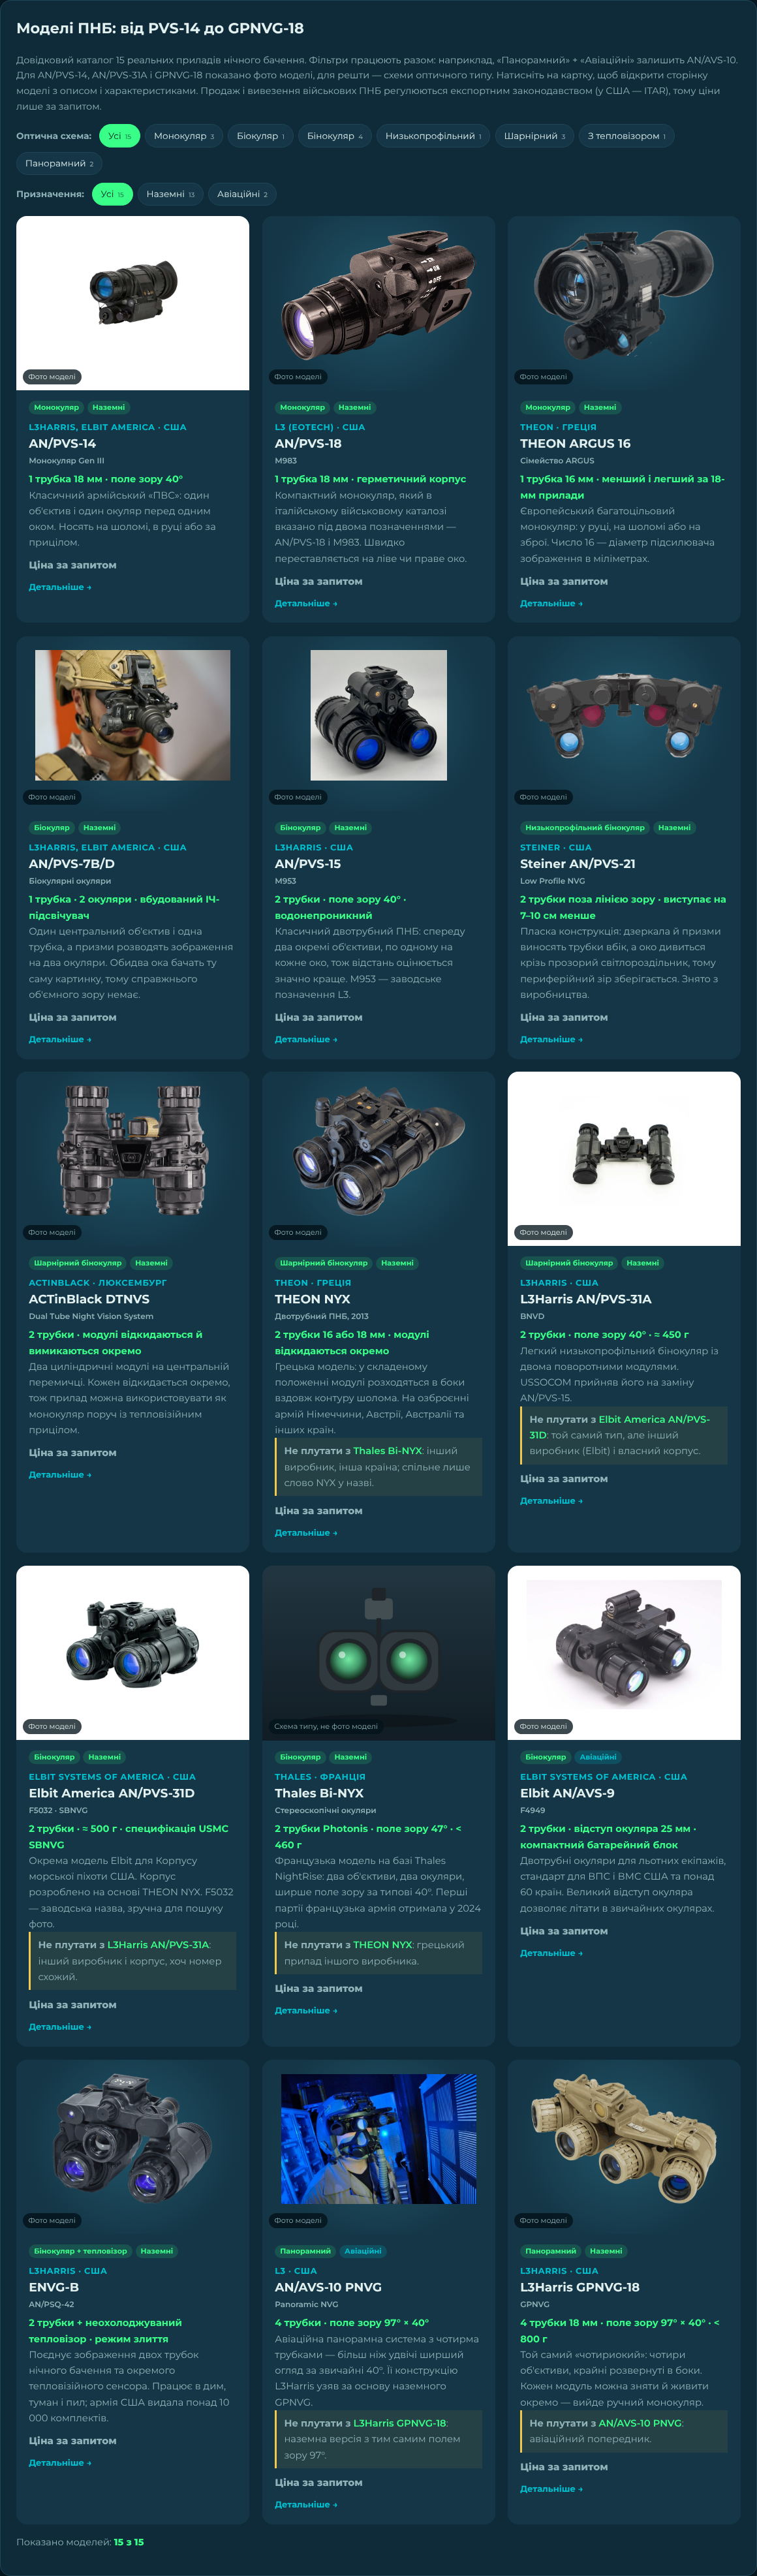 Моделі ПНБ: від PVS-14 до GPNVG-18
Довідковий каталог 15 реальних приладів нічного бачення. Фільтри працюють разом: наприклад, «Панорамний» + «Авіаційні» залишить AN/AVS-10.
Для AN/PVS-14, AN/PVS-31A і GPNVG-18 показано фото моделі, для решти — схеми оптичного типу. Натисніть на картку, щоб відкрити сторінку
моделі з описом і характеристиками. Продаж і вивезення військових ПНБ регулюються експортним законодавством (у США — ITAR), тому ціни
лише за запитом.
Оптична схема: Усі 15 Монокуляр 3 Біокуляр 1 Бінокуляр 4 Низькопрофільний 1 Шарнірний 3 З тепловізором 1
Панорамний 2
Призначення: Усі 15 Наземні 13 Авіаційні 2
Фото моделі
Монокуляр Наземні
L3HARRIS, ELBIT AMERICA · США
AN/PVS-14
Монокуляр Gen III
1 трубка 18 мм · поле зору 40°
Класичний армійський «ПВС»: один
об'єктив і один окуляр перед одним
оком. Носять на шоломі, в руці або за
прицілом.
Ціна за запитом
Детальніше →
Фото моделі
Монокуляр Наземні
L3 (EOTECH) · США
AN/PVS-18
M983
1 трубка 18 мм · герметичний корпус
Компактний монокуляр, який в
італійському військовому каталозі
вказано під двома позначеннями —
AN/PVS-18 і M983. Швидко
переставляється на ліве чи праве око.
Ціна за запитом
Детальніше →
Фото моделі
Монокуляр Наземні
THEON · ГРЕЦІЯ
THEON ARGUS 16
Сімейство ARGUS
1 трубка 16 мм · менший і легший за 18-
мм прилади
Європейський багатоцільовий
монокуляр: у руці, на шоломі або на
зброї. Число 16 — діаметр підсилювача
зображення в міліметрах.
Ціна за запитом
Детальніше →
Фото моделі
Біокуляр Наземні
L3HARRIS, ELBIT AMERICA · США
AN/PVS-7B/D
Біокулярні окуляри
1 трубка · 2 окуляри · вбудований ІЧ-
підсвічувач
Один центральний об'єктив і одна
трубка, а призми розводять зображення
на два окуляри. Обидва ока бачать ту
саму картинку, тому справжнього
об'ємного зору немає.
Ціна за запитом
Детальніше →
Фото моделі
Бінокуляр Наземні
L3HARRIS · США
AN/PVS-15
M953
2 трубки · поле зору 40° ·
водонепроникний
Класичний двотрубний ПНБ: спереду
два окремі об'єктиви, по одному на
кожне око, тож відстань оцінюється
значно краще. M953 — заводське
позначення L3.
Ціна за запитом
Детальніше →
Фото моделі
Низькопрофільний бінокуляр Наземні
STEINER · США
Steiner AN/PVS-21
Low Profile NVG
2 трубки поза лінією зору · виступає на
7–10 см менше
Пласка конструкція: дзеркала й призми
виносять трубки вбік, а око дивиться
крізь прозорий світлороздільник, тому
периферійний зір зберігається. Знято з
виробництва.
Ціна за запитом
Детальніше →
Фото моделі
Шарнірний бінокуляр Наземні
ACTINBLACK · ЛЮКСЕМБУРГ
ACTinBlack DTNVS
Dual Tube Night Vision System
2 трубки · модулі відкидаються й
вимикаються окремо
Два циліндричні модулі на центральній
перемичці. Кожен відкидається окремо,
тож прилад можна використовувати як
монокуляр поруч із тепловізійним
прицілом.
Ціна за запитом
Детальніше →
Фото моделі
Шарнірний бінокуляр Наземні
THEON · ГРЕЦІЯ
THEON NYX
Двотрубний ПНБ, 2013
2 трубки 16 або 18 мм · модулі
відкидаються окремо
Грецька модель: у складеному
положенні модулі розходяться в боки
вздовж контуру шолома. На озброєнні
армій Німеччини, Австрії, Австралії та
інших країн.
Не плутати з Thales Bi-NYX: інший
виробник, інша країна; спільне лише
слово NYX у назві.
Ціна за запитом
Детальніше →
Фото моделі
Шарнірний бінокуляр Наземні
L3HARRIS · США
L3Harris AN/PVS-31A
BNVD
2 трубки · поле зору 40° · ≈ 450 г
Легкий низькопрофільний бінокуляр із
двома поворотними модулями.
USSOCOM прийняв його на заміну
AN/PVS-15.
Не плутати з Elbit America AN/PVS-
31D: той самий тип, але інший
виробник (Elbit) і власний корпус.
Ціна за запитом
Детальніше →
Фото моделі
Бінокуляр Наземні
ELBIT SYSTEMS OF AMERICA · США
Elbit America AN/PVS-31D
F5032 · SBNVG
2 трубки · ≈ 500 г · специфікація USMC
SBNVG
Окрема модель Elbit для Корпусу
морської піхоти США. Корпус
розроблено на основі THEON NYX. F5032
— заводська назва, зручна для пошуку
фото.
Не плутати з L3Harris AN/PVS-31A:
інший виробник і корпус, хоч номер
схожий.
Ціна за запитом
Детальніше →
Схема типу, не фото моделі
Бінокуляр Наземні
THALES · ФРАНЦІЯ
Thales Bi-NYX
Стереоскопічні окуляри
2 трубки Photonis · поле зору 47° · <
460 г
Французька модель на базі Thales
NightRise: два об'єктиви, два окуляри,
ширше поле зору за типові 40°. Перші
партії французька армія отримала у 2024
році.
Не плутати з THEON NYX: грецький
прилад іншого виробника.
Ціна за запитом
Детальніше →
Фото моделі
Бінокуляр Авіаційні
ELBIT SYSTEMS OF AMERICA · США
Elbit AN/AVS-9
F4949
2 трубки · відступ окуляра 25 мм ·
компактний батарейний блок
Двотрубні окуляри для льотних екіпажів,
стандарт для ВПС і ВМС США та понад
60 країн. Великий відступ окуляра
дозволяє літати в звичайних окулярах.
Ціна за запитом
Детальніше →
Фото моделі
Бінокуляр + тепловізор Наземні
L3HARRIS · США
ENVG-B
AN/PSQ-42
2 трубки + неохолоджуваний
тепловізор · режим злиття
Поєднує зображення двох трубок
нічного бачення та окремого
тепловізійного сенсора. Працює в дим,
туман і пил; армія США видала понад 10
000 комплектів.
Ціна за запитом
Детальніше →
Фото моделі
Панорамний Авіаційні
L3 · США
AN/AVS-10 PNVG
Panoramic NVG
4 трубки · поле зору 97° × 40°
Авіаційна панорамна система з чотирма
трубками — більш ніж удвічі ширший
огляд за звичайні 40°. Її конструкцію
L3Harris узяв за основу наземного
GPNVG.
Не плутати з L3Harris GPNVG-18:
наземна версія з тим самим полем
зору 97°.
Ціна за запитом
Детальніше →
Фото моделі
Панорамний Наземні
L3HARRIS · США
L3Harris GPNVG-18
GPNVG
4 трубки 18 мм · поле зору 97° × 40° · <
800 г
Той самий «чотириокий»: чотири
об'єктиви, крайні розвернуті в боки.
Кожен модуль можна зняти й живити
окремо — вийде ручний монокуляр.
Не плутати з AN/AVS-10 PNVG:
авіаційний попередник.
Ціна за запитом
Детальніше →
Показано моделей: 15 з 15